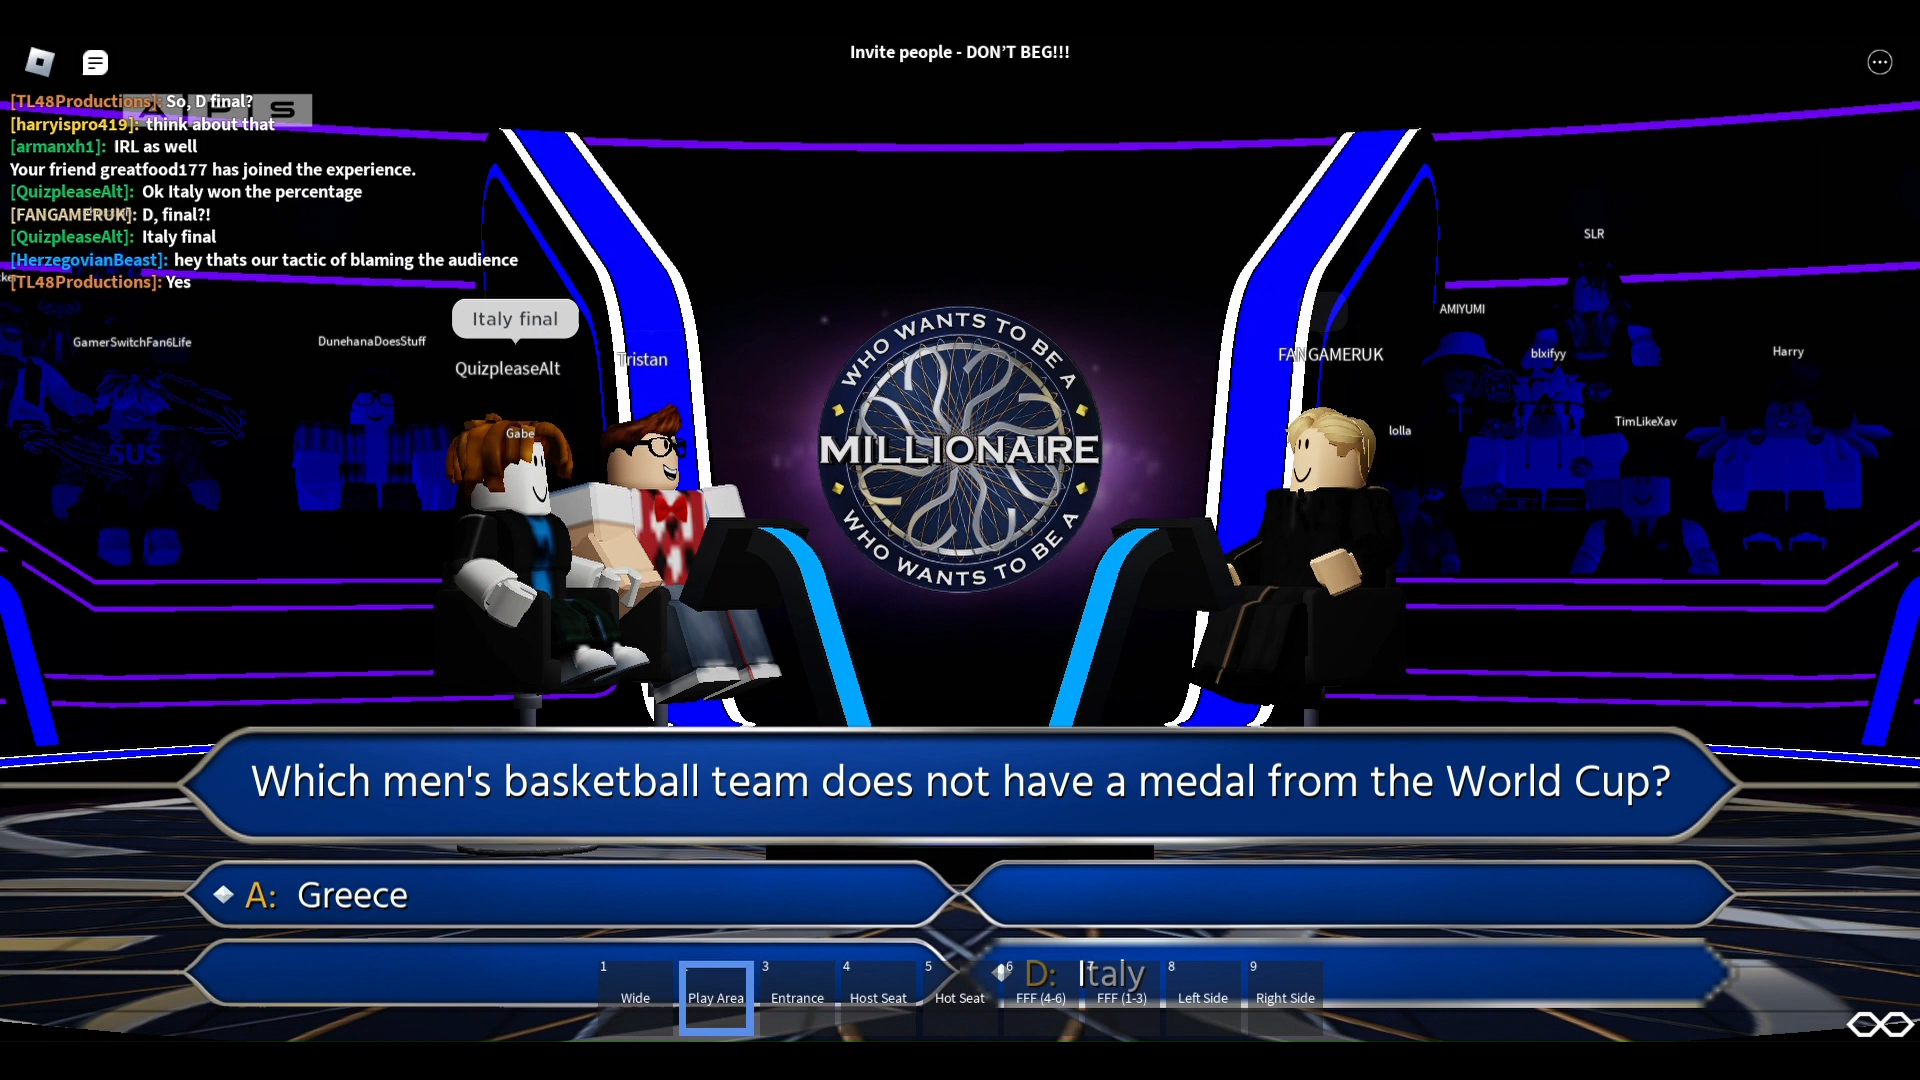 Invite people - DON'T BEG!!!
[TL48Productions]: So, D final?
[harryispro419]: think about that
[armanxh1]: IRL as well
Your friend greatfood177 has joined the experience.
[QuizpleaseAlt]: Ok Italy won the percentage
[FANGAMERUK]: D, final?!
[QuizpleaseAlt]: Italy final
[HerzegovianBeast]: hey thats our tactic of blaming the audience
[TL48Productions]: Yes
SLR
AMIYUMI
GamerSwitchFan6Life
DunehanaDoesStuff
Italy final
QuizpleaseAlt
Tristan
FANGAMERUK
blxifyy
Harry
TimLikeXav
lolla
Gabe
SUS
WHO WANTS TO BE A
MILLIONAIRE
WHO WANTS TO BE A
Which men's basketball team does not have a medal from the World Cup?
A: Greece
D: Italy
1 Wide
Play Area
3 Entrance
4 Host Seat
5 Hot Seat
6 FFF (4-6)
7 FFF (1-3)
8 Left Side
9 Right Side